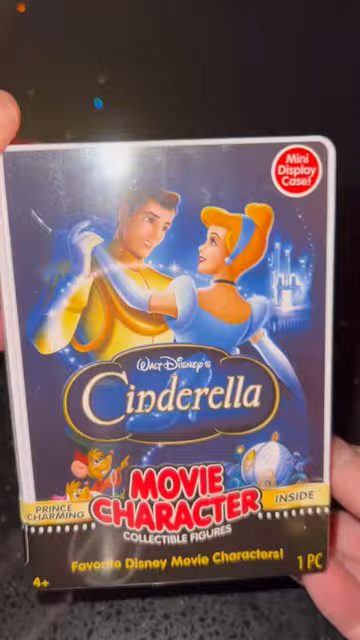 Mini
Display
Case!
WALT DISNEY'S
Cinderella
MOVIE
CHARACTER
COLLECTIBLE FIGURES
PRINCE
CHARMING
INSIDE
Favorite Disney Movie Characters!
4+
1 PC